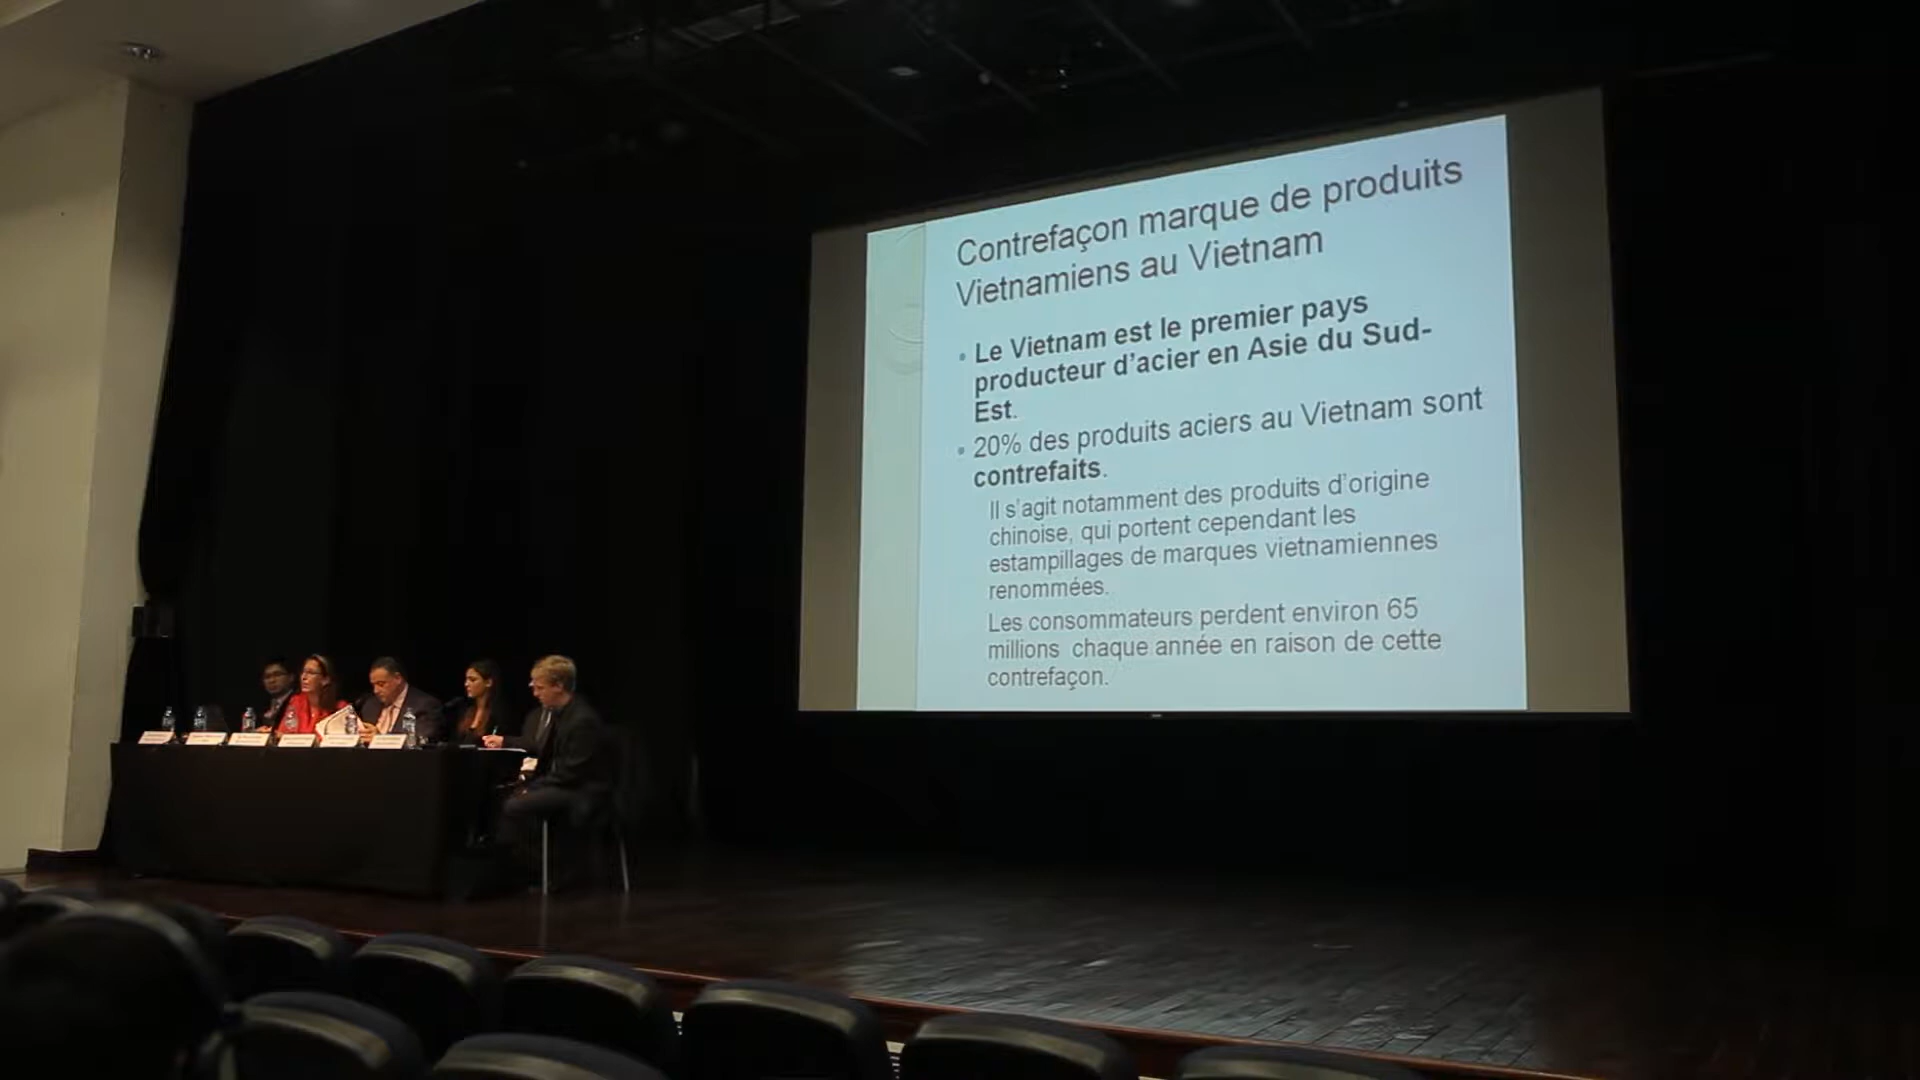 Contrefaçon marque de produits
Vietnamiens au Vietnam
• Le Vietnam est le premier pays
producteur d'acier en Asie du Sud-
Est.
• 20% des produits aciers au Vietnam sont
contrefaits.
Il s'agit notamment des produits d'origine
chinoise, qui portent cependant les
estampillages de marques vietnamiennes
renommées.
Les consommateurs perdent environ 65
millions chaque année en raison de cette
contrefaçon.